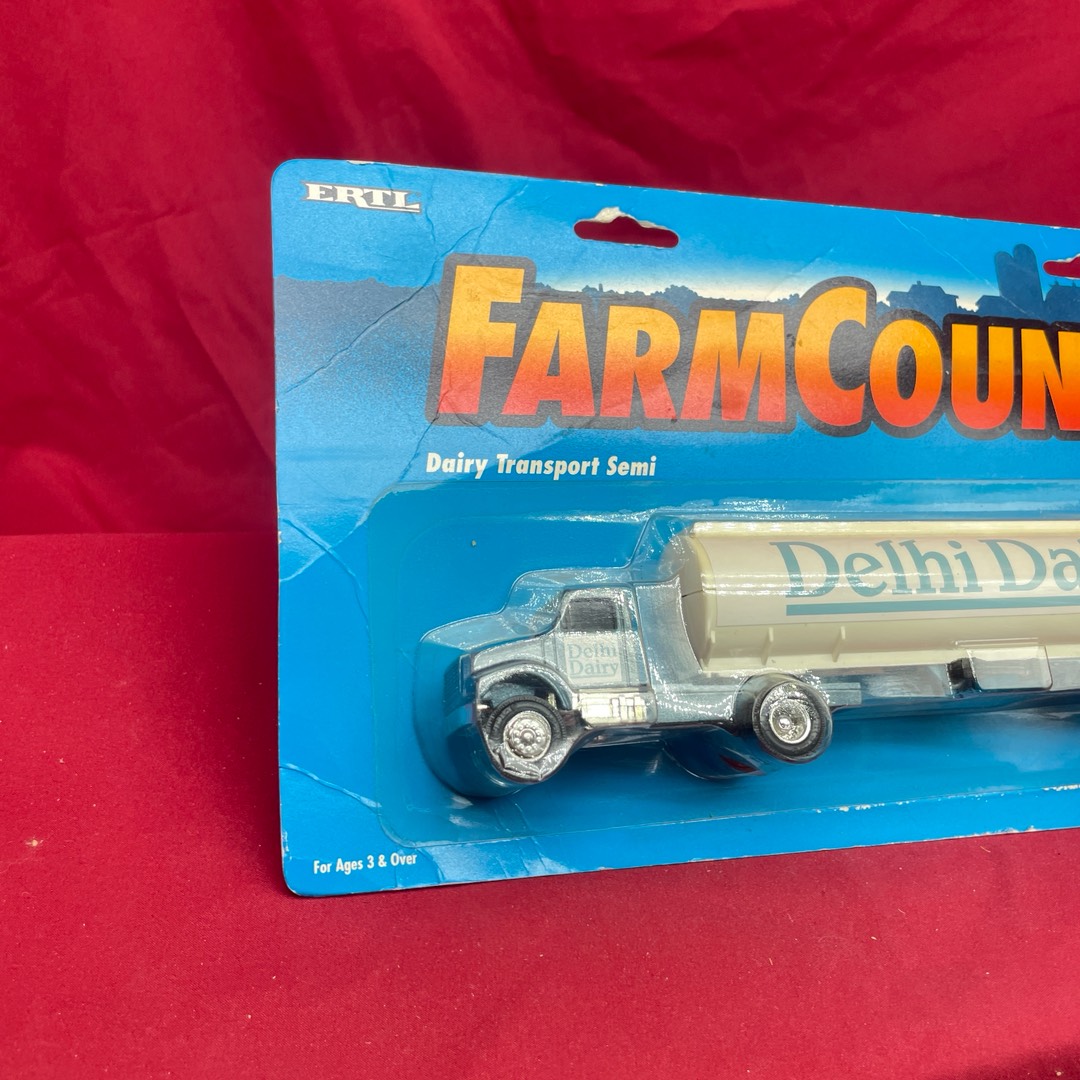 ERTL
FARMCOUN
Dairy Transport Semi
Delhi Da
Delhi
Dairy
For Ages 3 & Over